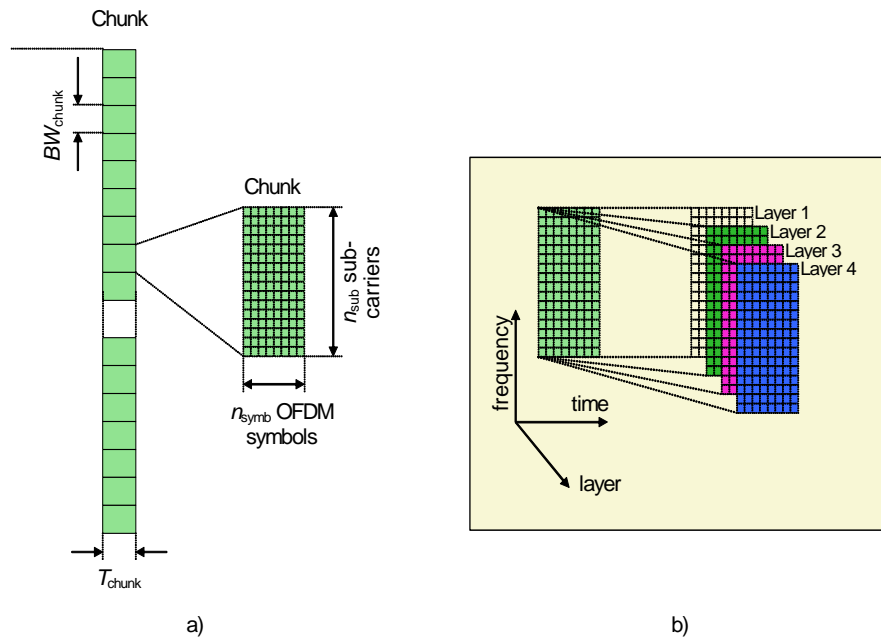 Chunk
BWchunk
Chunk
nsub sub-
carriers
nsymb OFDM
symbols
Tchunk
a)
Layer 1
Layer 2
Layer 3
Layer 4
frequency
time
layer
b)